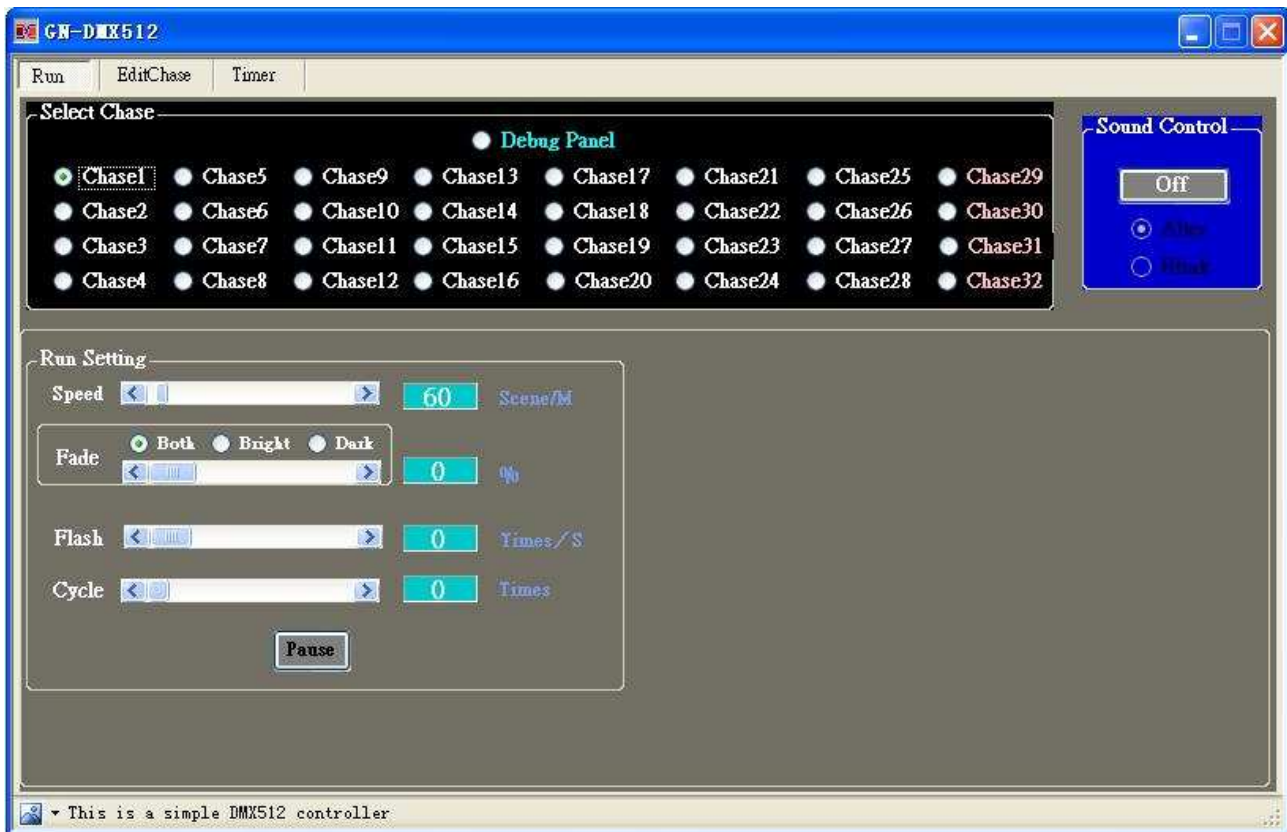 GN-DMX512
Run EditChase Timer
Select Chase
Debug Panel
Chase1 Chase5 Chase9 Chase13 Chase17 Chase21 Chase25 Chase29
Chase2 Chase6 Chase10 Chase14 Chase18 Chase22 Chase26 Chase30
Chase3 Chase7 Chase11 Chase15 Chase19 Chase23 Chase27 Chase31
Chase4 Chase8 Chase12 Chase16 Chase20 Chase24 Chase28 Chase32
Sound Control
Off
Run Setting
Speed 60 Scene/M
Both Bright Dark
Fade 0 %
Flash 0 Times/S
Cycle 0 Times
Pause
This is a simple DMX512 controller